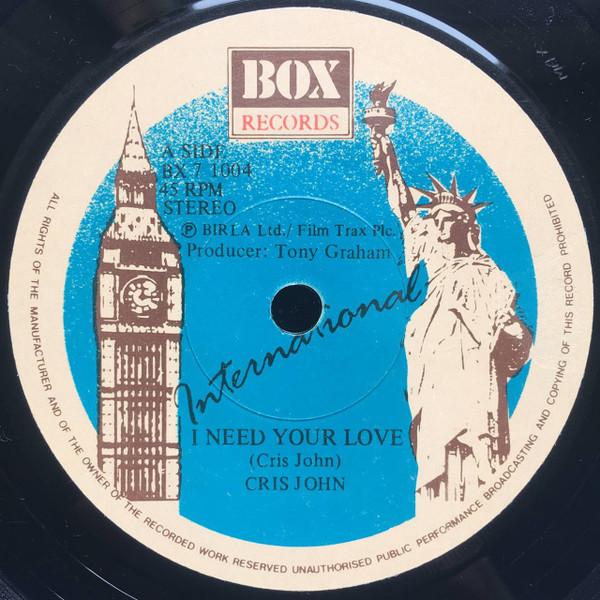 BOX
RECORDS
A SIDE
BX 7 1004
45 RPM
STEREO
℗ BIRLA Ltd./ Film Trax Plc.
Producer: Tony Graham
International
I NEED YOUR LOVE
(Cris John)
CRIS JOHN
ALL RIGHTS OF THE MANUFACTURER AND OF THE OWNER OF THE RECORDED WORK RESERVED UNAUTHORISED PUBLIC PERFORMANCE BROADCASTING AND COPYING OF THIS RECORD PROHIBITED